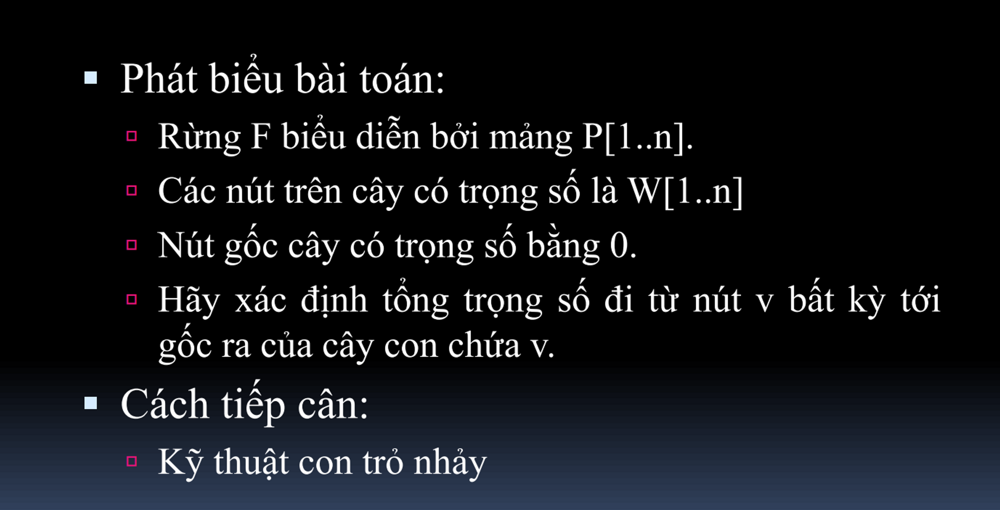 Phát biểu bài toán:
Rừng F biểu diễn bởi mảng P[1..n].
Các nút trên cây có trọng số là W[1..n]
Nút gốc cây có trọng số bằng 0.
Hãy xác định tổng trọng số đi từ nút v bất kỳ tới
gốc ra của cây con chứa v.
Cách tiếp cân:
Kỹ thuật con trỏ nhảy